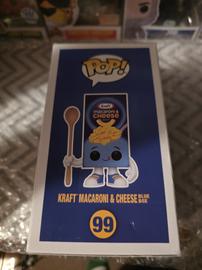 POP!
Kraft
MACARONI &
CHEESE
KRAFT MACARONI & CHEESE BLUE BOX
99